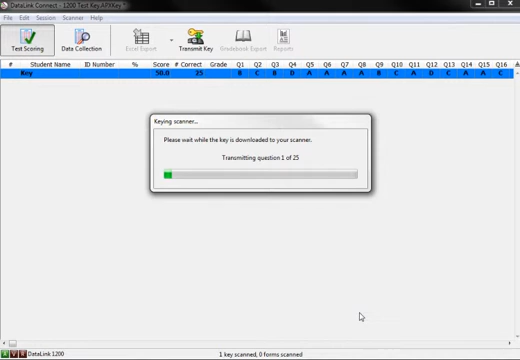 DataLink Connect - 1200 Test Key.APXKey
File Edit Session Scanner Help
Test Scoring Data Collection Excel Export Transmit Key Gradebook Export Reports
# Student Name ID Number % Score # Correct Grade Q1 Q2 Q3 Q4 Q5 Q6 Q7 Q8 Q9 Q10 Q11 Q12 Q13 Q14 Q15 Q16
Key 50.0 25 B C B D A A A A B C A D C A A C
Keying scanner...
Please wait while the key is downloaded to your scanner.
Transmitting question 1 of 25
DataLink 1200 1 key scanned, 0 forms scanned